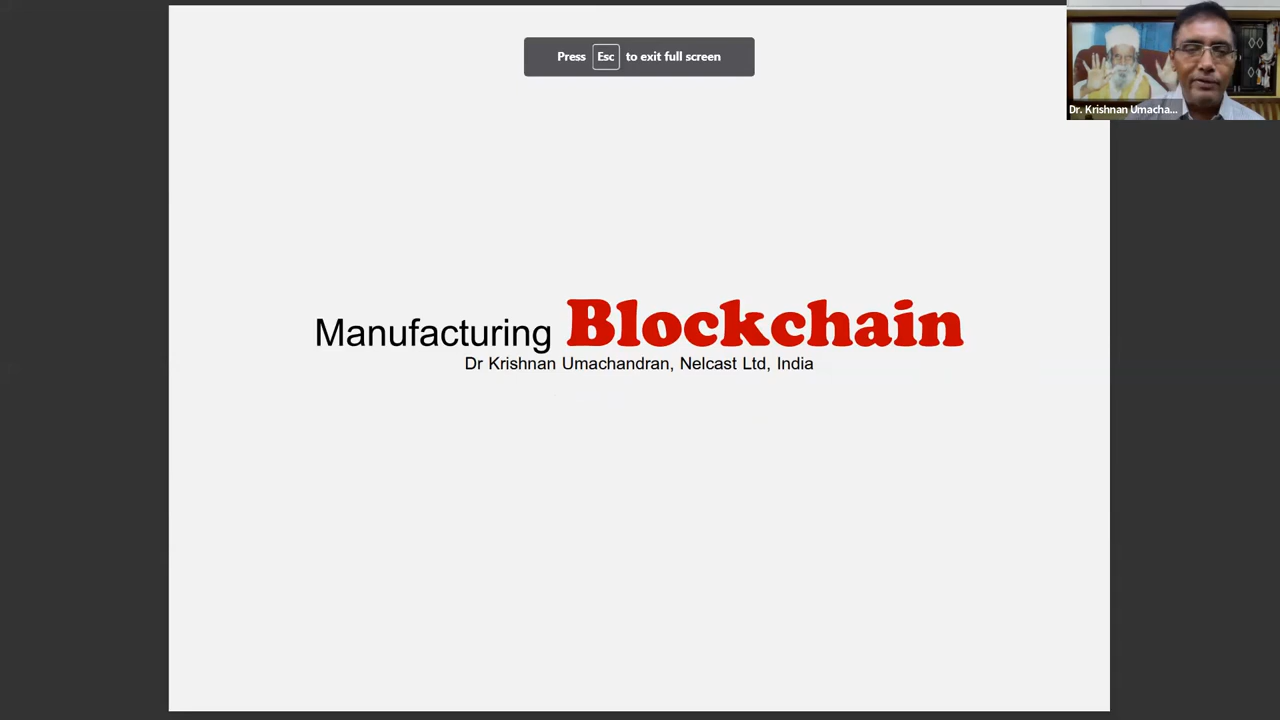 Press Esc to exit full screen
Dr. Krishnan Umacha...
Manufacturing Blockchain
Dr Krishnan Umachandran, Nelcast Ltd, India